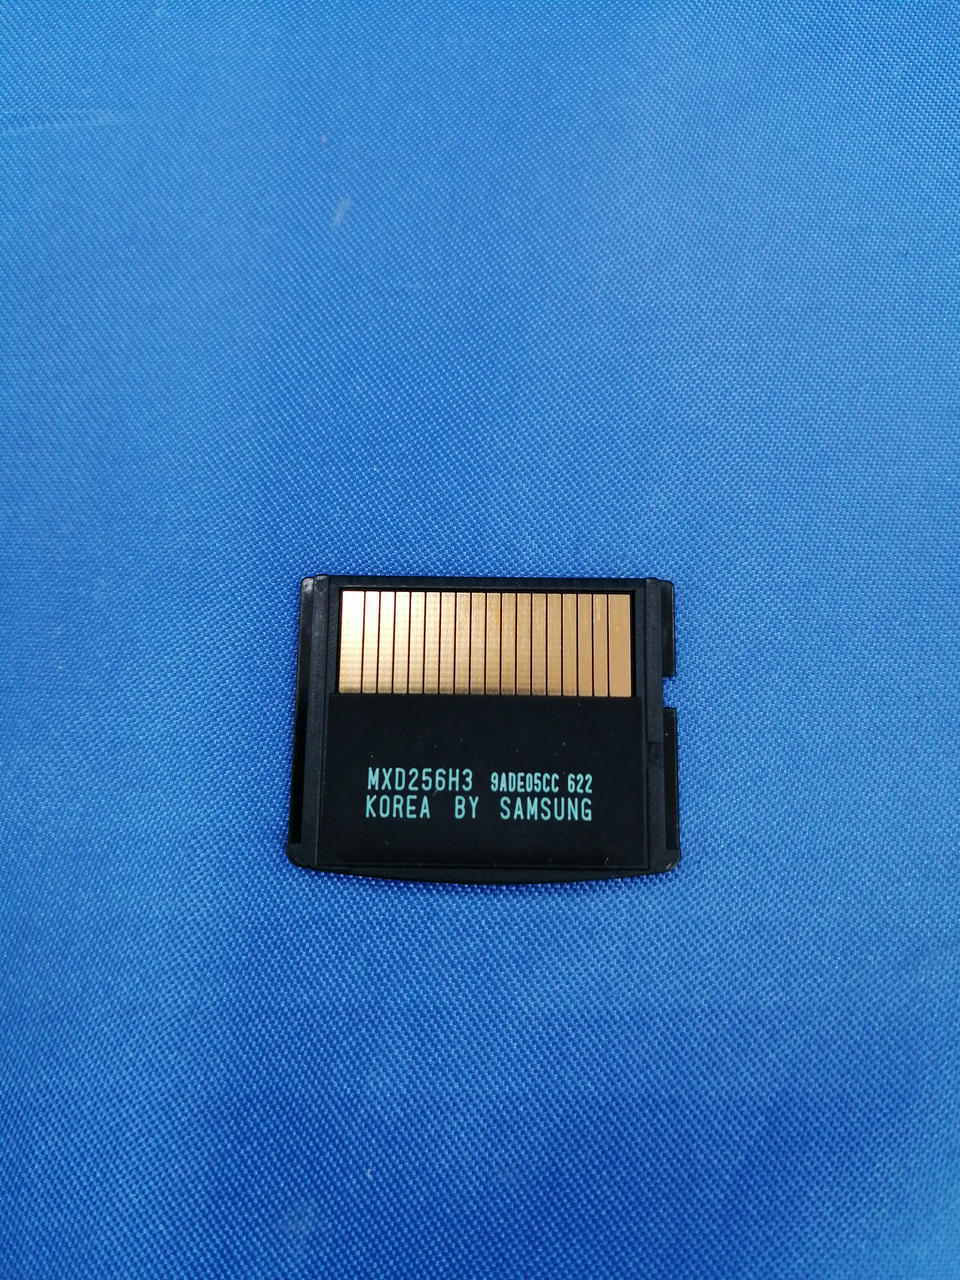 MXD256H3 9ADE05CC 622
KOREA BY SAMSUNG